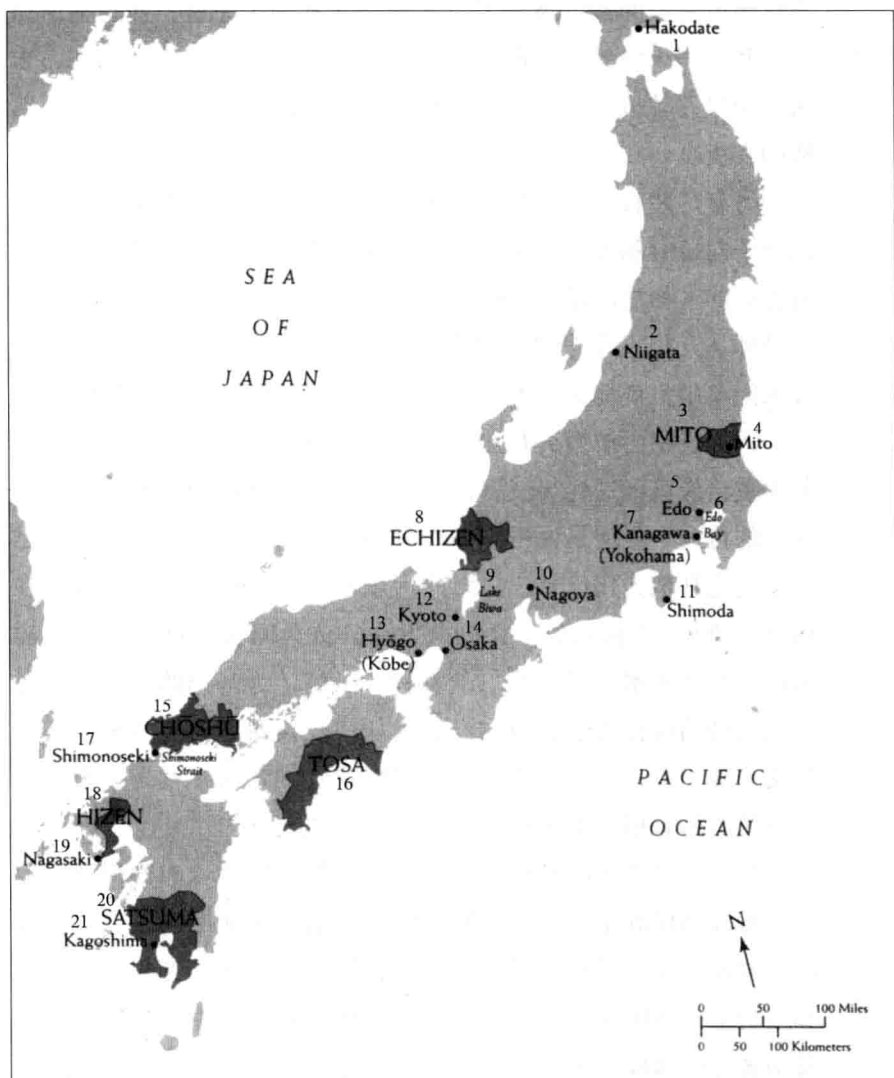 Hakodate
1
SEA
OF
JAPAN
2
Niigata
3
MITO
4
Mito
5
Edo
6
Edo
Bay
7
Kanagawa
(Yokohama)
8
ECHIZEN
9
Lake
Biwa
10
Nagoya
11
Shimoda
12
Kyoto
13
Hyōgo
(Kōbe)
14
Osaka
15
CHŌSHŪ
16
TOSA
17
Shimonoseki
Shimonoseki
Strait
PACIFIC
OCEAN
18
HIZEN
19
Nagasaki
20
SATSUMA
21
Kagoshima
N
0 50 100 Miles
0 50 100 Kilometers